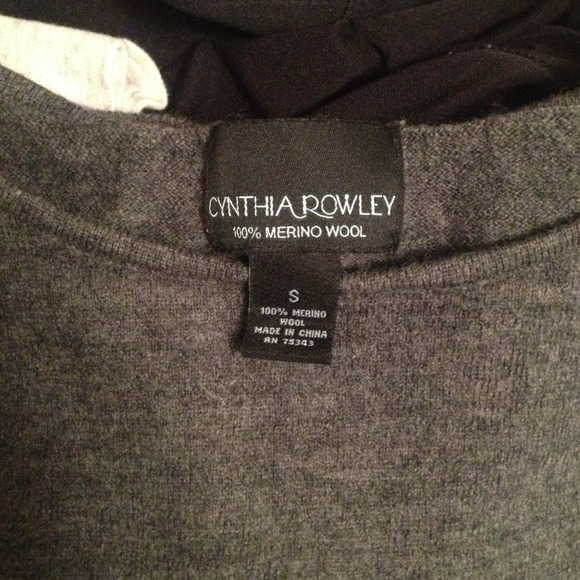 CYNTHIA ROWLEY
100% MERINO WOOL
S
100% MERINO
WOOL
MADE IN CHINA
RN 75343